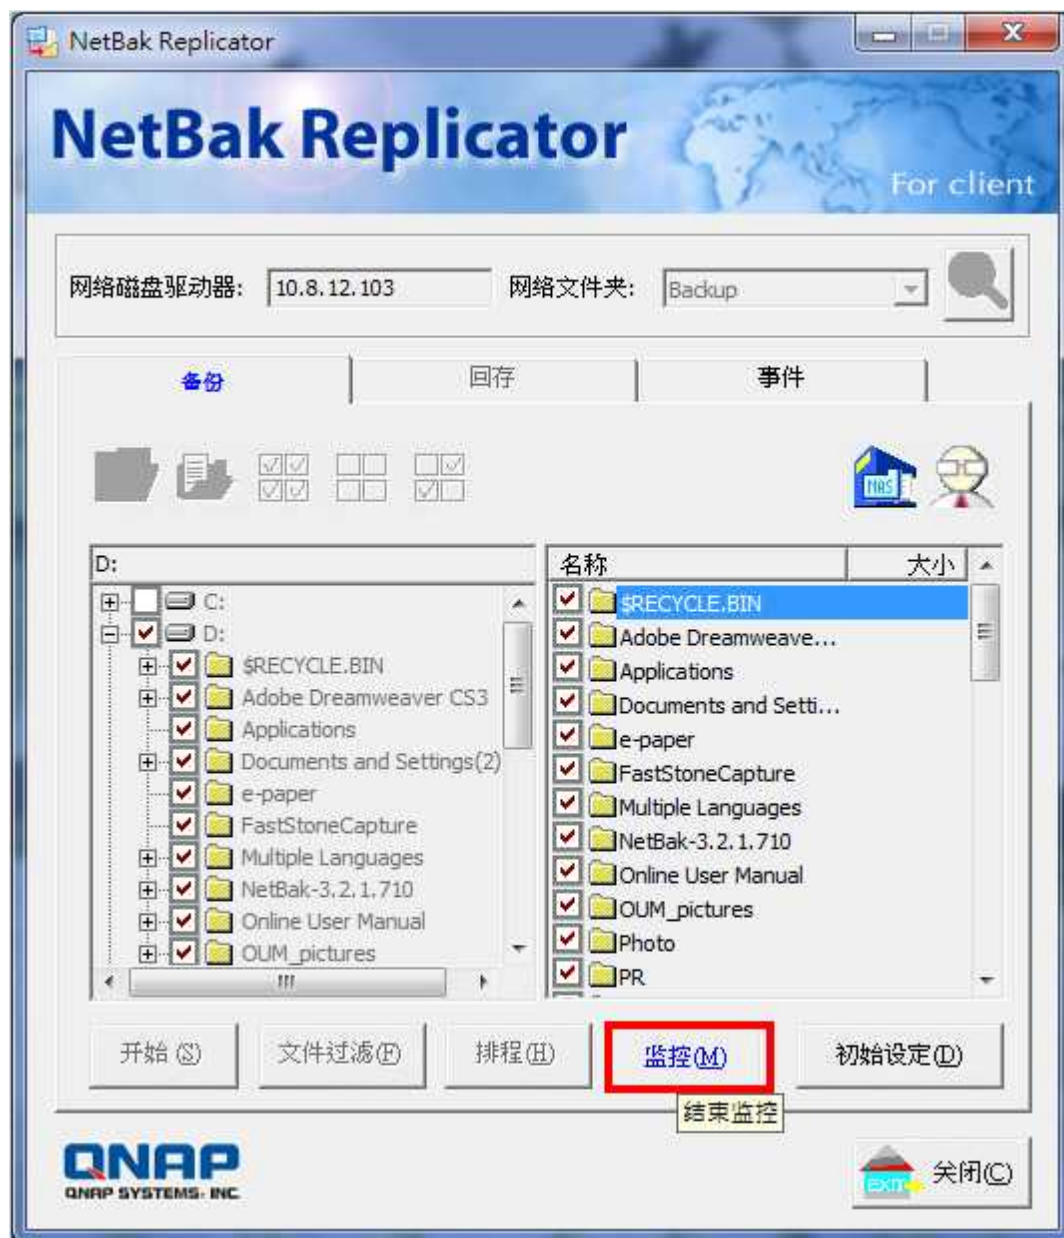 NetBak Replicator
NetBak Replicator
For client
网络磁盘驱动器: 10.8.12.103 网络文件夹: Backup
备份 回存 事件
NAS
D:
C:
D:
$RECYCLE.BIN
Adobe Dreamweaver CS3
Applications
Documents and Settings(2)
e-paper
FastStoneCapture
Multiple Languages
NetBak-3.2.1.710
Online User Manual
OUM_pictures
名称 大小
$RECYCLE.BIN
Adobe Dreamweave...
Applications
Documents and Setti...
e-paper
FastStoneCapture
Multiple Languages
NetBak-3.2.1.710
Online User Manual
OUM_pictures
Photo
PR
开始(S) 文件过滤(F) 排程(H) 监控(M) 初始设定(D)
结束监控
QNAP
QNAP SYSTEMS, INC
EXIT 关闭(C)